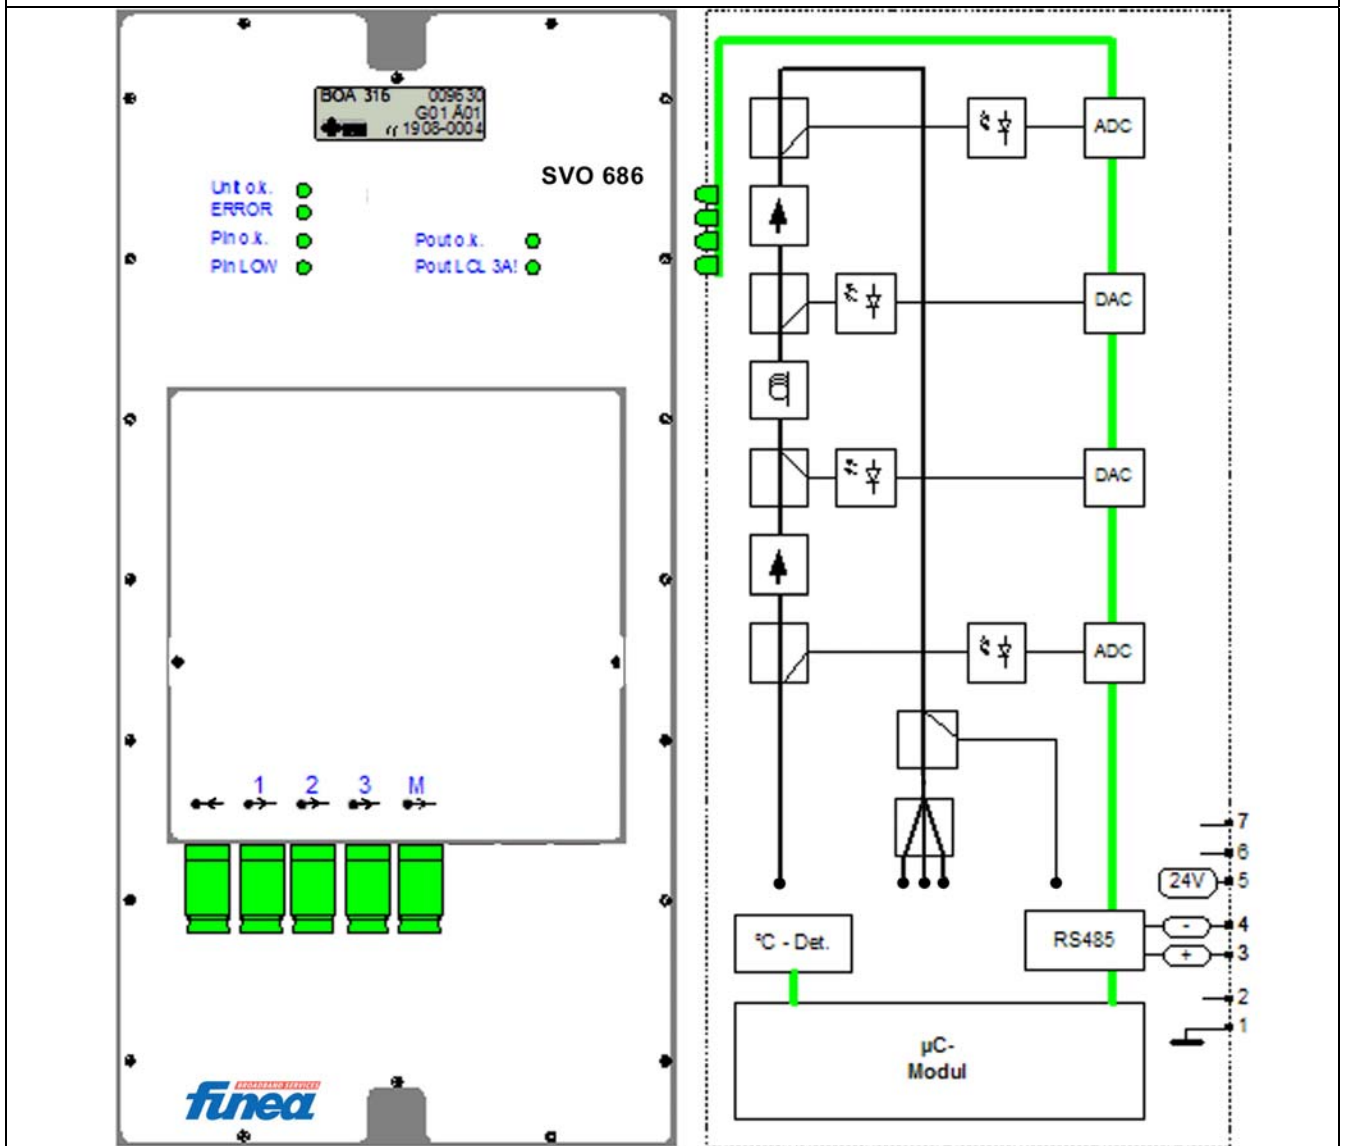 BOA 316 009630
G01 A01
1908-0004
SVO 686
Unit o.k.
ERROR
Pin o.k.
Pout o.k.
Pin LOW
Pout LCL 3A!
1 2 3 M
BROADBAND SERVICES
funea
ADC
DAC
DAC
ADC
7
6
24V 5
°C - Det.
RS485
- 4
+ 3
2
1
µC-
Modul